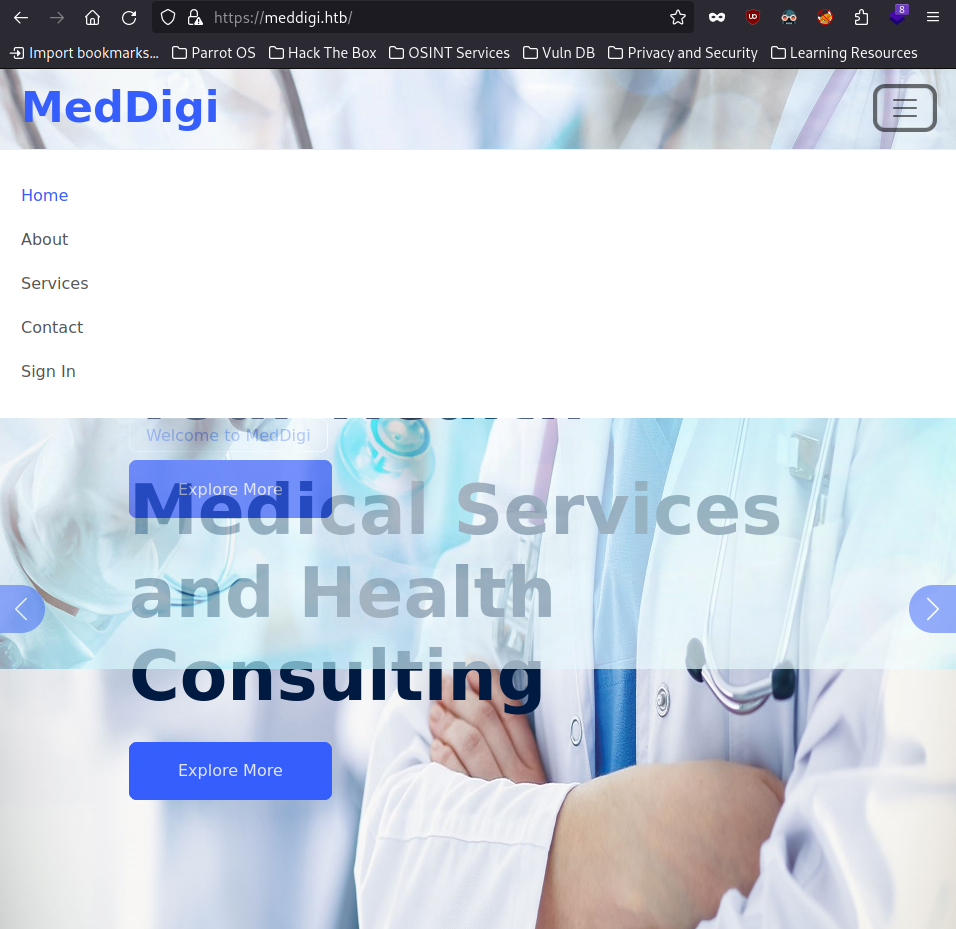 https://meddigi.htb/
8
Import bookmarks... Parrot OS Hack The Box OSINT Services Vuln DB Privacy and Security Learning Resources
MedDigi
Home
About
Services
Contact
Sign In
Welcome to MedDigi
Explore More
Medical Services
and Health
Consulting
Explore More